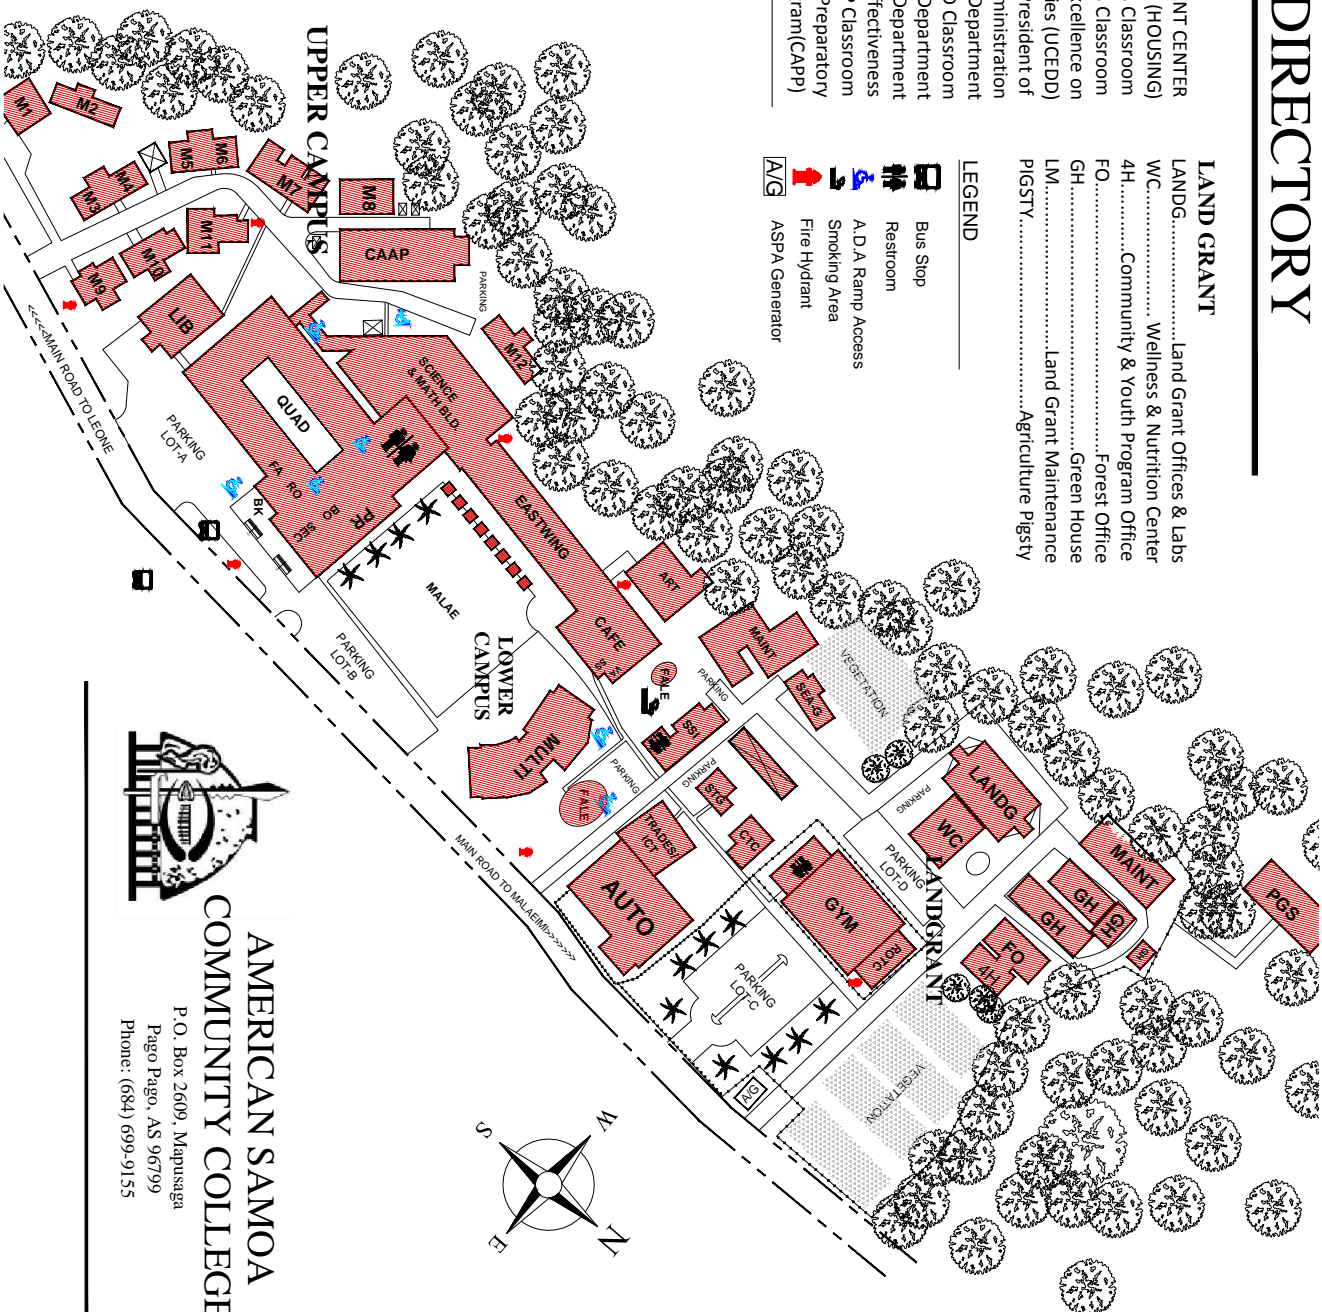 DIRECTORY
NT CENTER
(HOUSING)
Classroom
Classroom
xcellence on
ies (UCEDD)
President of
ministration
Department
Classroom
Department
Department
ffectiveness
P Classroom
Preparatory
ram(CAPP)
LAND GRANT
LANDG....................Land Grant Offices & Labs
WC.................. Wellness & Nutrition Center
4H...........Community & Youth Program Office
FO.....................................Forest Office
GH.....................................Green House
LM.........................Land Grant Maintenance
PIGSTY...............................Agriculture Pigsty
LEGEND
Bus Stop
Restroom
A.D.A Ramp Access
Smoking Area
Fire Hydrant
A/G ASPA Generator
UPPER CAMPUS
M1
M2
M3
M4
M5
M6
M7
M8
M9
M10
M11
M12
CAAP
PARKING
LIB
QUAD
SCIENCE
& MATH BLD
FA
RO
BO
SEC
PR
BK
PARKING
LOT-A
<<<<<MAIN ROAD TO LEONE
EASTWING
MALAE
PARKING
LOT-B
CAFE
ART
MAINT
FALE
SSI
SEA-G
PARKING
VEGETATION
LOWER
CAMPUS
MULTI
FALE
PARKING
PARKING
STG
CTC
TRADES/
ICT
AUTO
MAIN ROAD TO MALAEIMI>>>>>
GYM
ROTC
PARKING
LOT-C
PARKING
LOT-D
PARKING
LANDG
WC
LANDGRANT
MAINT
GH
GH
GH
GH
FO
4H
PGS
VEGETATION
A/G
N
E
S
W
AMERICAN SAMOA
COMMUNITY COLLEGE
P.O. Box 2609, Mapusaga
Pago Pago, AS 96799
Phone: (684) 699-9155